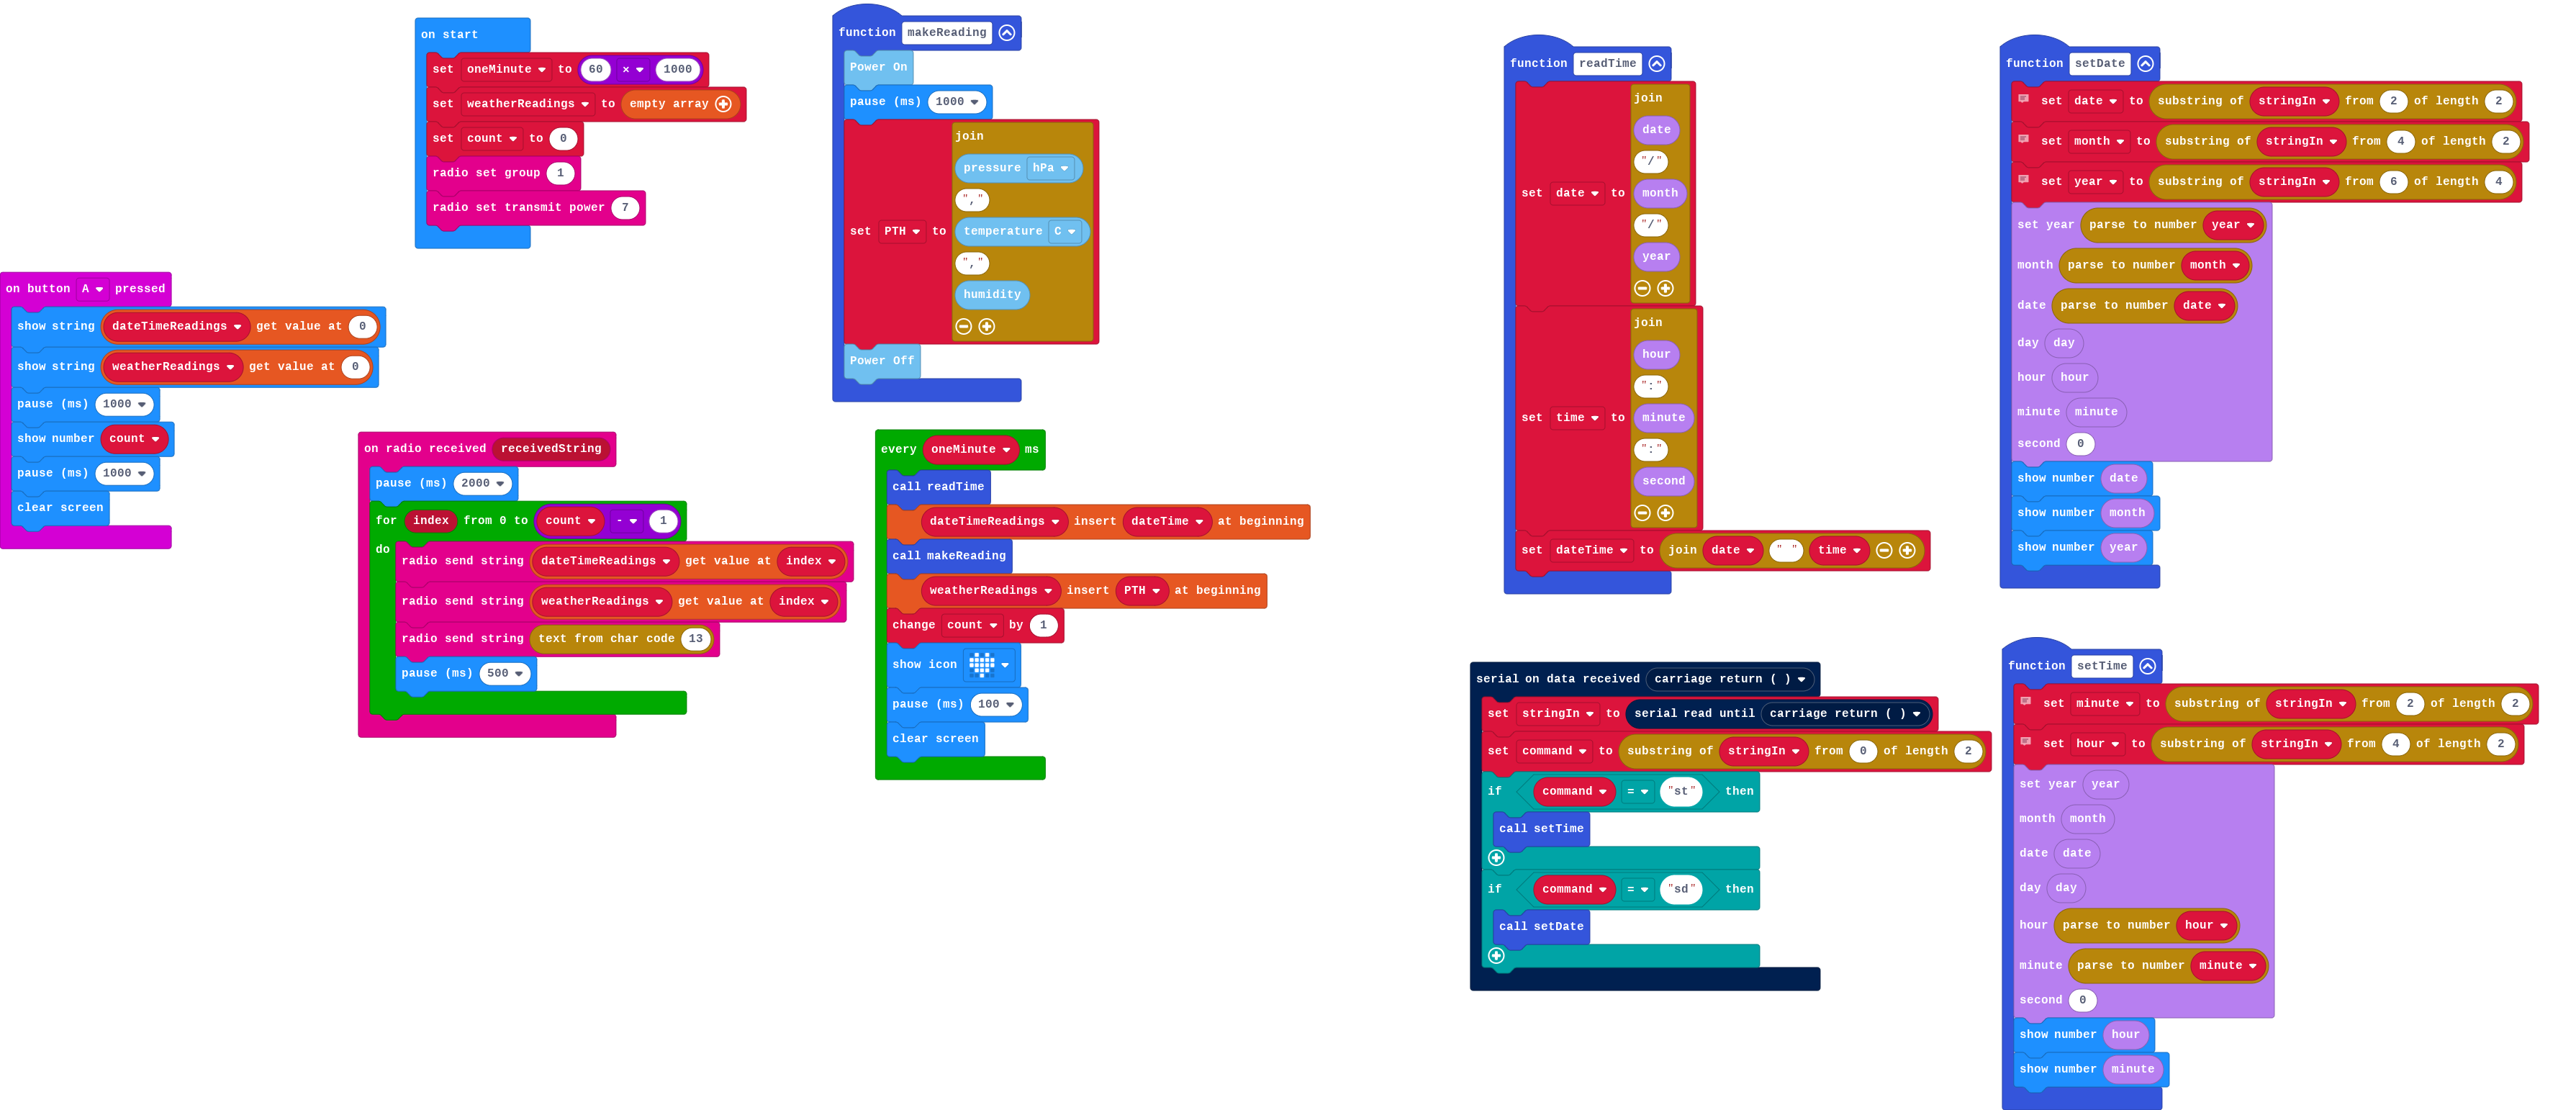 on start
set oneMinute to 60 × 1000
set weatherReadings to empty array
set count to 0
radio set group 1
radio set transmit power 7
on button A pressed
show string dateTimeReadings get value at 0
show string weatherReadings get value at 0
pause (ms) 1000
show number count
pause (ms) 1000
clear screen
function makeReading
Power On
pause (ms) 1000
set PTH to join
pressure hPa
","
temperature C
","
humidity
Power Off
on radio received receivedString
pause (ms) 2000
for index from 0 to count - 1
do
radio send string dateTimeReadings get value at index
radio send string weatherReadings get value at index
radio send string text from char code 13
pause (ms) 500
every oneMinute ms
call readTime
dateTimeReadings insert dateTime at beginning
call makeReading
weatherReadings insert PTH at beginning
change count by 1
show icon
pause (ms) 100
clear screen
function readTime
set date to join
date
"/"
month
"/"
year
set time to join
hour
":"
minute
":"
second
set dateTime to join date " " time
serial on data received carriage return ( )
set stringIn to serial read until carriage return ( )
set command to substring of stringIn from 0 of length 2
if command = "st" then
call setTime
if command = "sd" then
call setDate
function setDate
set date to substring of stringIn from 2 of length 2
set month to substring of stringIn from 4 of length 2
set year to substring of stringIn from 6 of length 4
set year parse to number year
month parse to number month
date parse to number date
day day
hour hour
minute minute
second 0
show number date
show number month
show number year
function setTime
set minute to substring of stringIn from 2 of length 2
set hour to substring of stringIn from 4 of length 2
set year year
month month
date date
day day
hour parse to number hour
minute parse to number minute
second 0
show number hour
show number minute